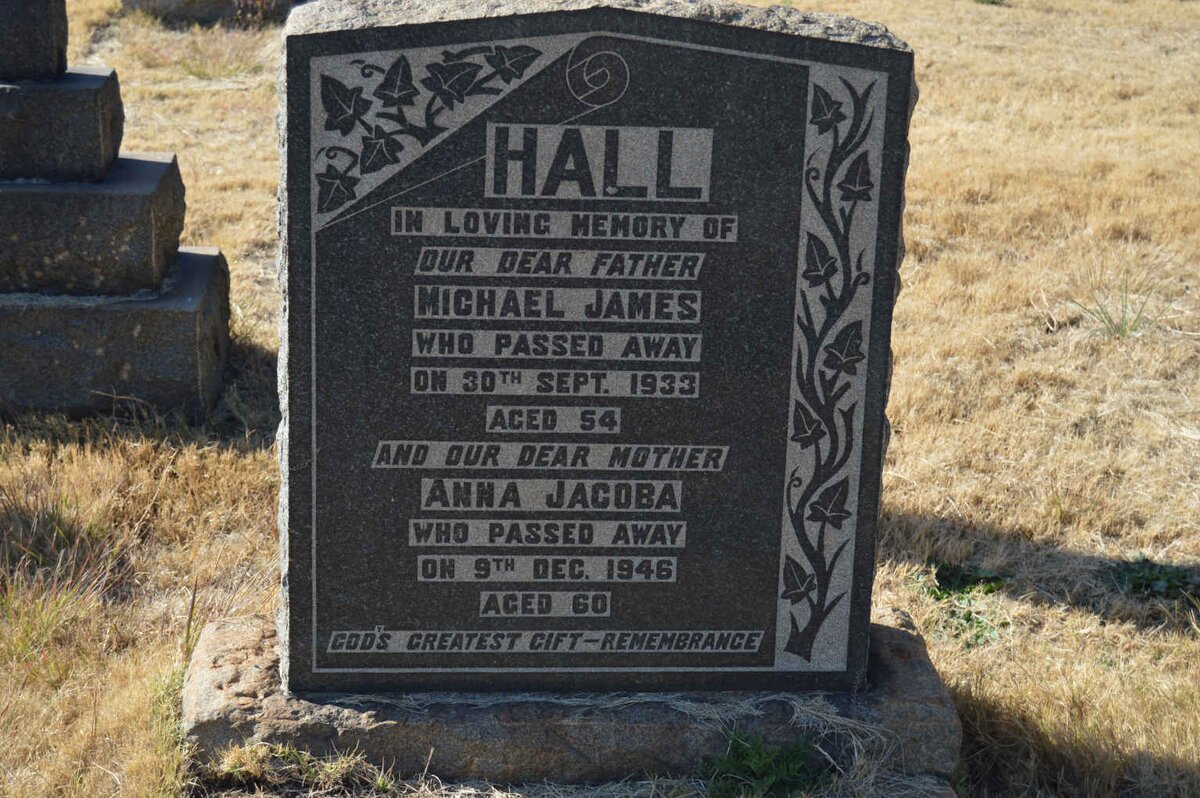 HALL
IN LOVING MEMORY OF
OUR DEAR FATHER
MICHAEL JAMES
WHO PASSED AWAY
ON 30TH SEPT. 1933
AGED 54
AND OUR DEAR MOTHER
ANNA JACOBA
WHO PASSED AWAY
ON 9TH DEC. 1946
AGED 60
GOD'S GREATEST GIFT—REMEMBRANCE